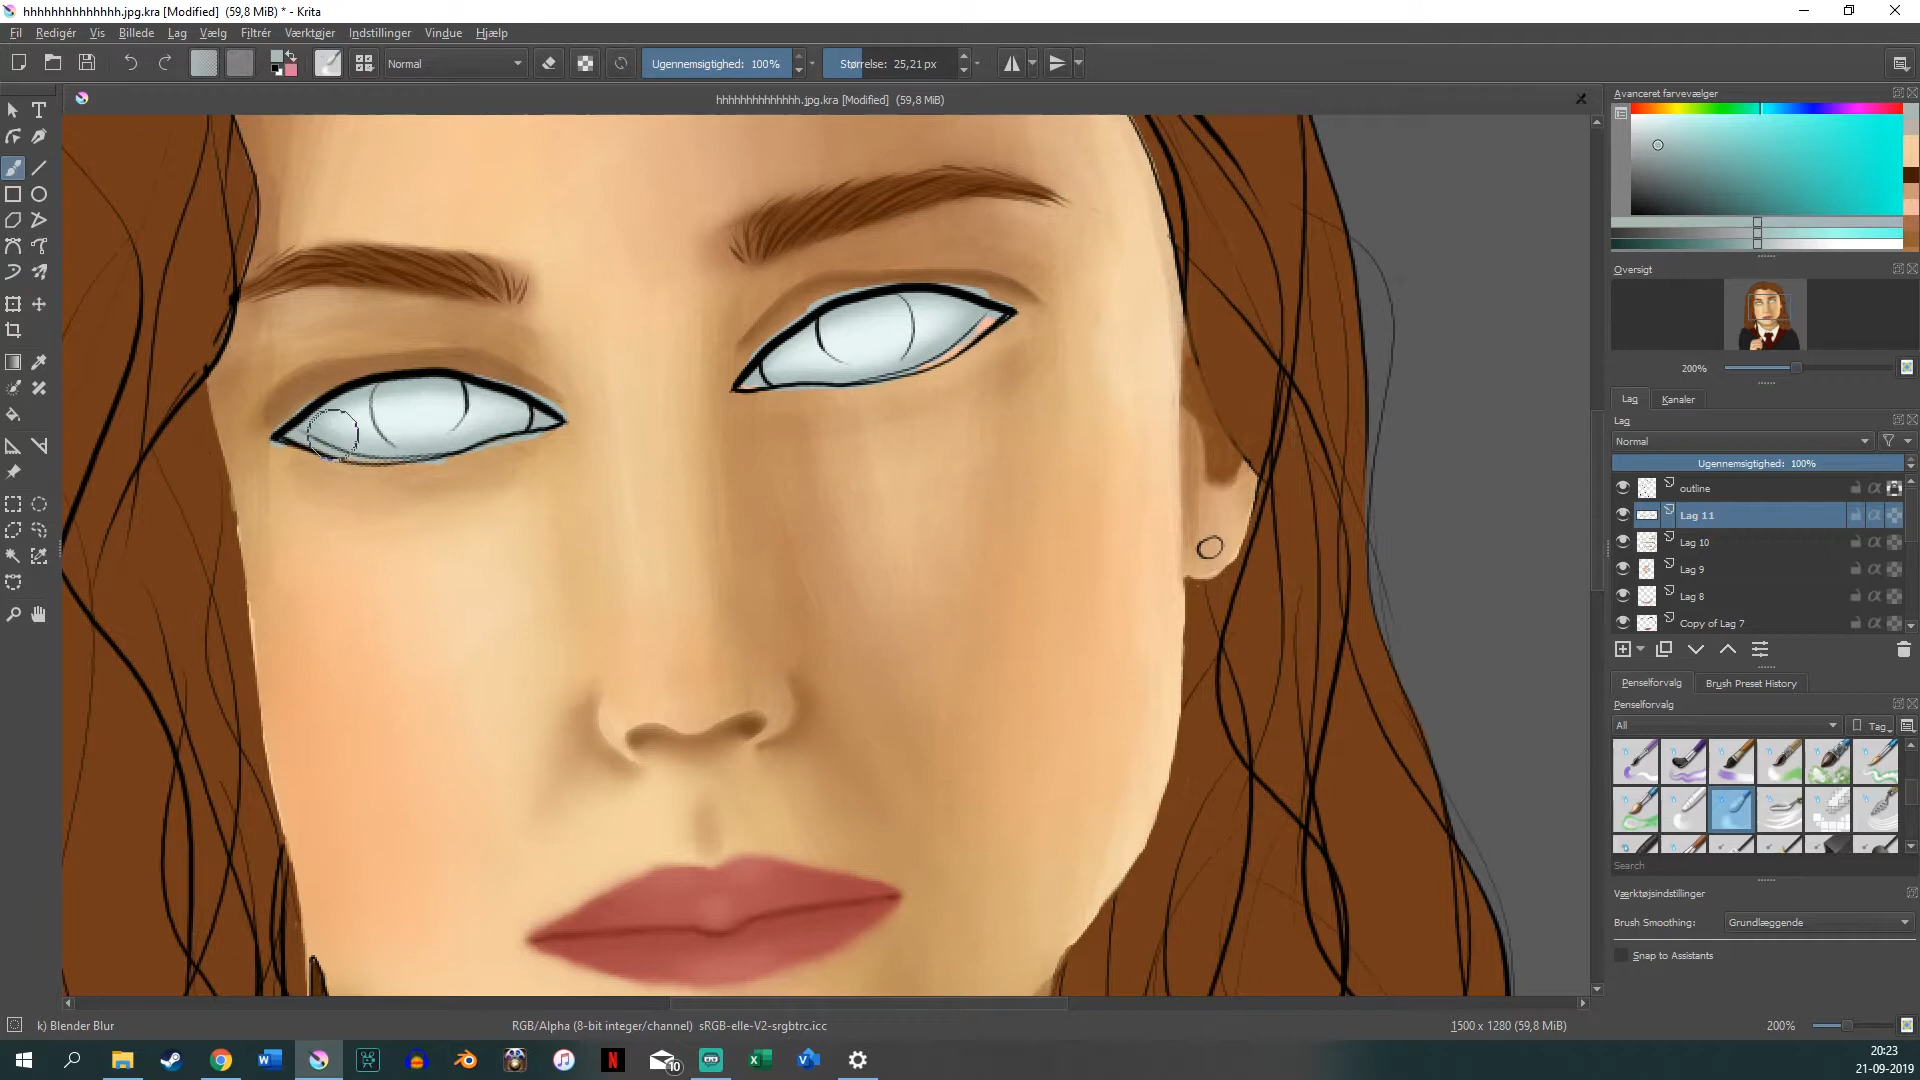 hhhhhhhhhhhhhh.jpg.kra [Modified]  (59,8 MiB) * - Krita
Fil Redigér Vis Billede Lag Vælg Filtrér Værktøjer Indstillinger Vindue Hjælp
Normal Ugennemsigtighed: 100% Størrelse: 25,21 px
hhhhhhhhhhhhhh.jpg.kra [Modified]  (59,8 MiB)
Avanceret farvevælger
Oversigt
200%
Lag Kanaler
Lag
Normal
Ugennemsigtighed: 100%
outline
Lag 11
Lag 10
Lag 9
Lag 8
Copy of Lag 7
Penselforvalg Brush Preset History
Penselforvalg
All Tag
Search
Værktøjsindstillinger
Brush Smoothing: Grundlæggende
Snap to Assistants
k) Blender Blur RGB/Alpha (8-bit integer/channel)  sRGB-elle-V2-srgbtrc.icc 1500 x 1280 (59,8 MiB) 200%
10
20:23
21-09-2019